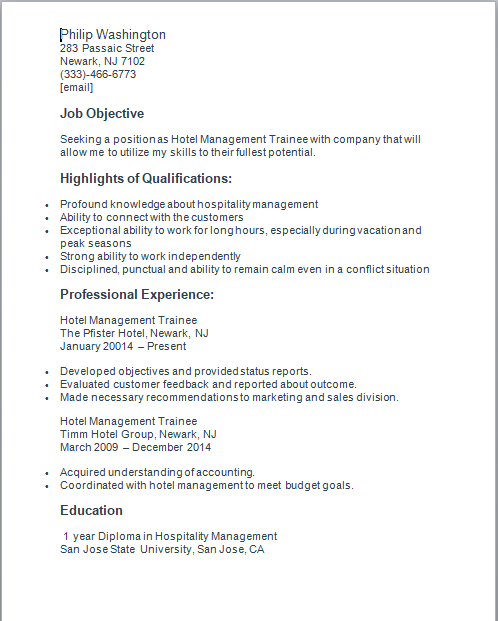 Philip Washington
283 Passaic Street
Newark, NJ 7102
(333)-466-6773
[email]
Job Objective
Seeking a position as Hotel Management Trainee with company that will
allow me to utilize my skills to their fullest potential.
Highlights of Qualifications:
• Profound knowledge about hospitality management
• Ability to connect with the customers
• Exceptional ability to work for long hours, especially during vacation and
peak seasons
• Strong ability to work independently
• Disciplined, punctual and ability to remain calm even in a conflict situation
Professional Experience:
Hotel Management Trainee
The Pfister Hotel, Newark, NJ
January 20014 – Present
• Developed objectives and provided status reports.
• Evaluated customer feedback and reported about outcome.
• Made necessary recommendations to marketing and sales division.
Hotel Management Trainee
Timm Hotel Group, Newark, NJ
March 2009 – December 2014
• Acquired understanding of accounting.
• Coordinated with hotel management to meet budget goals.
Education
1 year Diploma in Hospitality Management
San Jose State University, San Jose, CA